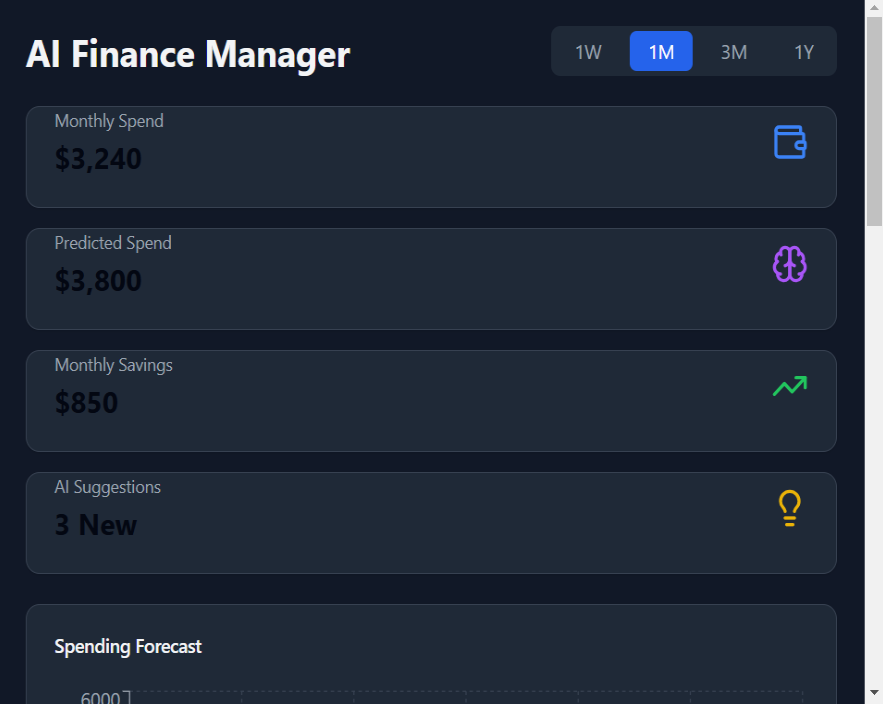 AI Finance Manager
1W 1M 3M 1Y
Monthly Spend
$3,240
Predicted Spend
$3,800
Monthly Savings
$850
AI Suggestions
3 New
Spending Forecast
6000